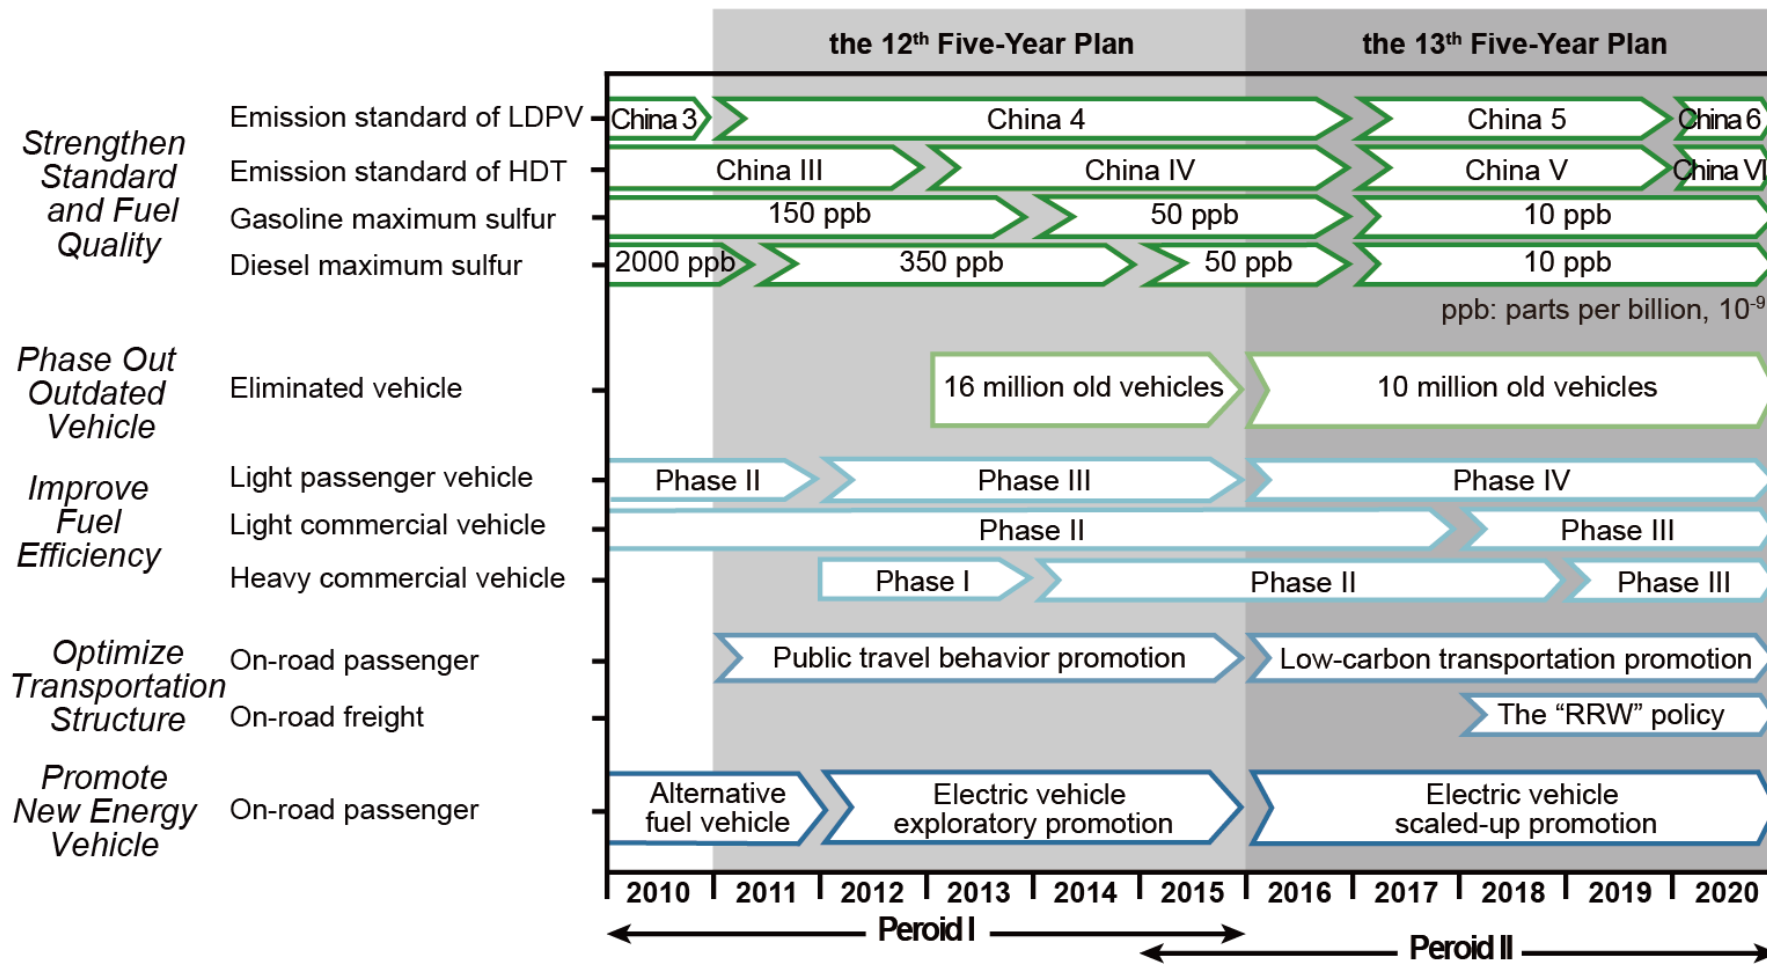 the 12th Five-Year Plan
the 13th Five-Year Plan
Strengthen
Standard
and Fuel
Quality
Emission standard of LDPV
China 3
China 4
China 5
China 6
Emission standard of HDT
China III
China IV
China V
China VI
Gasoline maximum sulfur
150 ppb
50 ppb
10 ppb
Diesel maximum sulfur
2000 ppb
350 ppb
50 ppb
10 ppb
ppb: parts per billion, 10-9
Phase Out
Outdated
Vehicle
Eliminated vehicle
16 million old vehicles
10 million old vehicles
Improve
Fuel
Efficiency
Light passenger vehicle
Phase II
Phase III
Phase IV
Light commercial vehicle
Phase II
Phase III
Heavy commercial vehicle
Phase I
Phase II
Phase III
Optimize
Transportation
Structure
On-road passenger
Public travel behavior promotion
Low-carbon transportation promotion
On-road freight
The “RRW” policy
Promote
New Energy
Vehicle
On-road passenger
Alternative
fuel vehicle
Electric vehicle
exploratory promotion
Electric vehicle
scaled-up promotion
2010
2011
2012
2013
2014
2015
2016
2017
2018
2019
2020
Peroid I
Peroid II